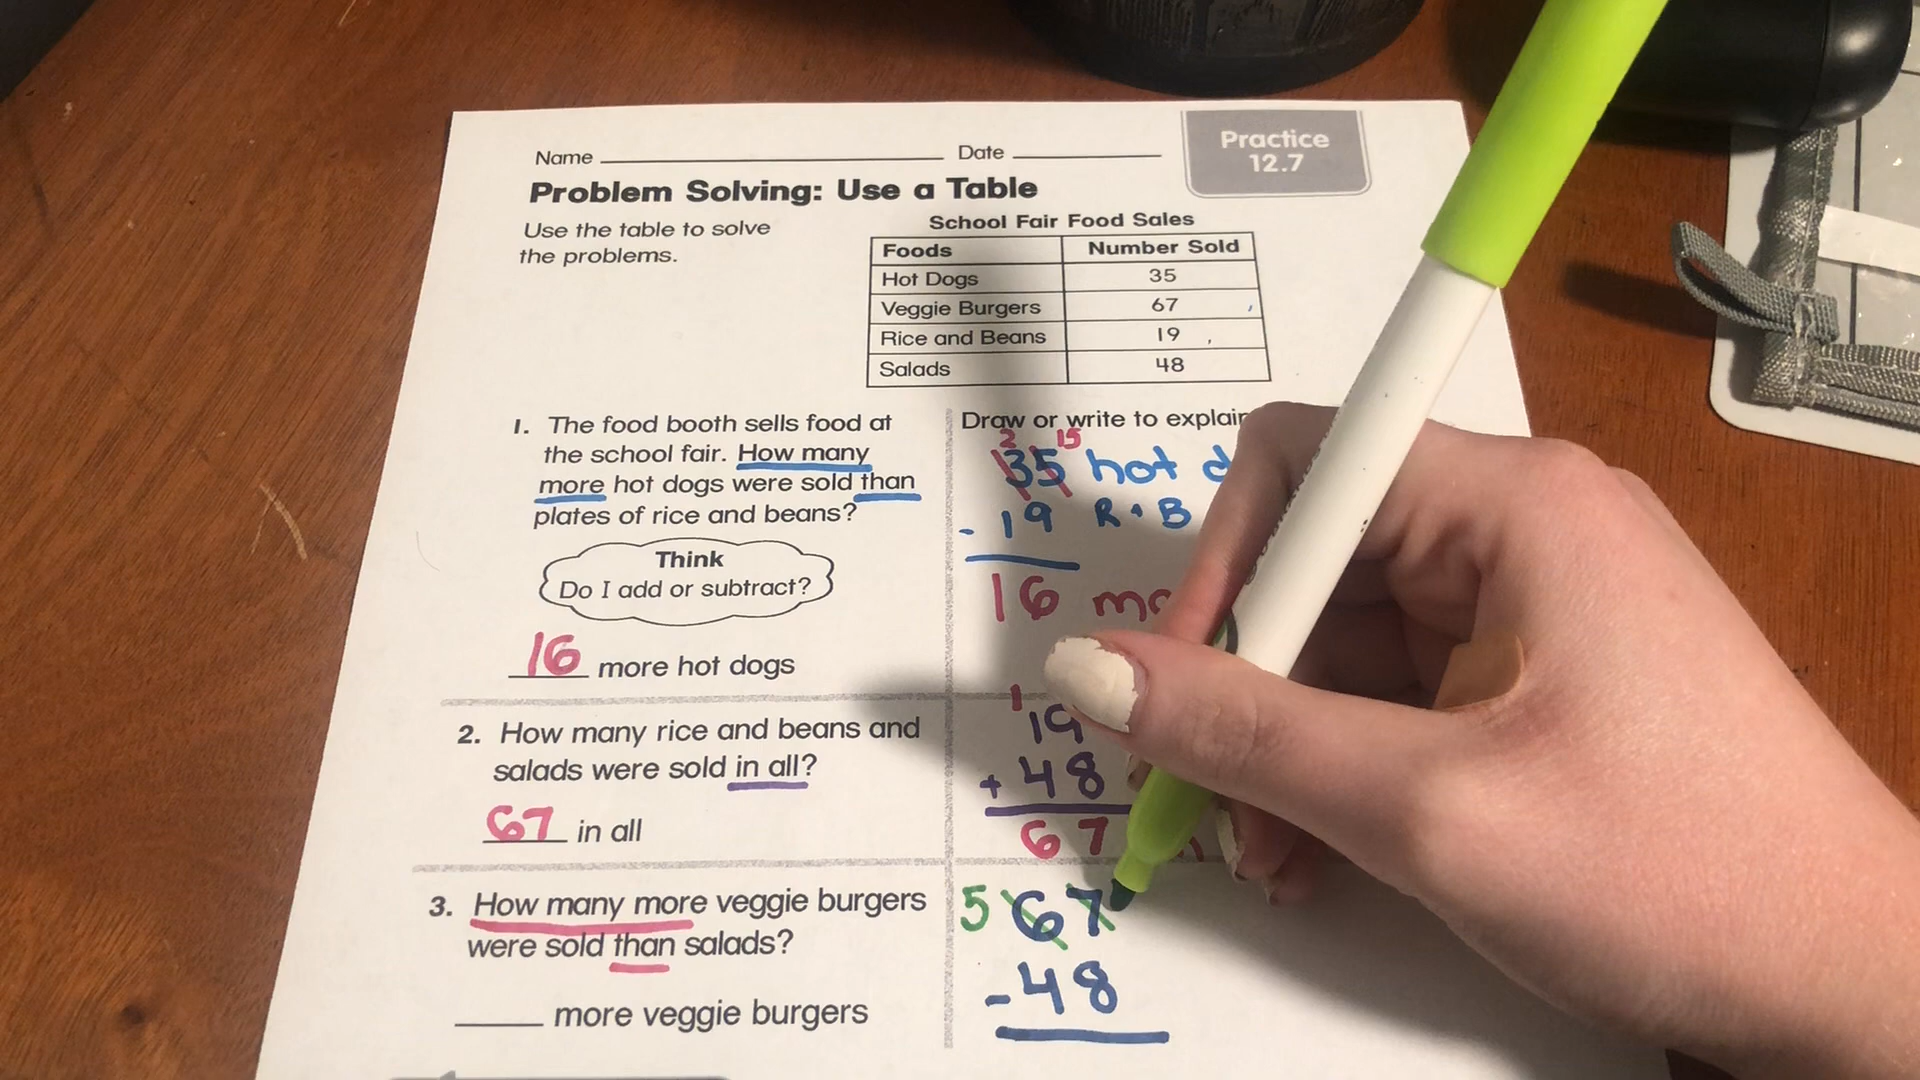 Name Date
Practice
12.7
Problem Solving: Use a Table
Use the table to solve
the problems.
School Fair Food Sales
Foods Number Sold
Hot Dogs 35
Veggie Burgers 67
Rice and Beans 19
Salads 48
1. The food booth sells food at
the school fair. How many
more hot dogs were sold than
plates of rice and beans?
Think
Do I add or subtract?
16 more hot dogs
Draw or write to explain
2 15
35 hot
- 19 R + B
16
2. How many rice and beans and
salads were sold in all?
67 in all
1
19
+ 48
67
3. How many more veggie burgers
were sold than salads?
more veggie burgers
5 67
- 48